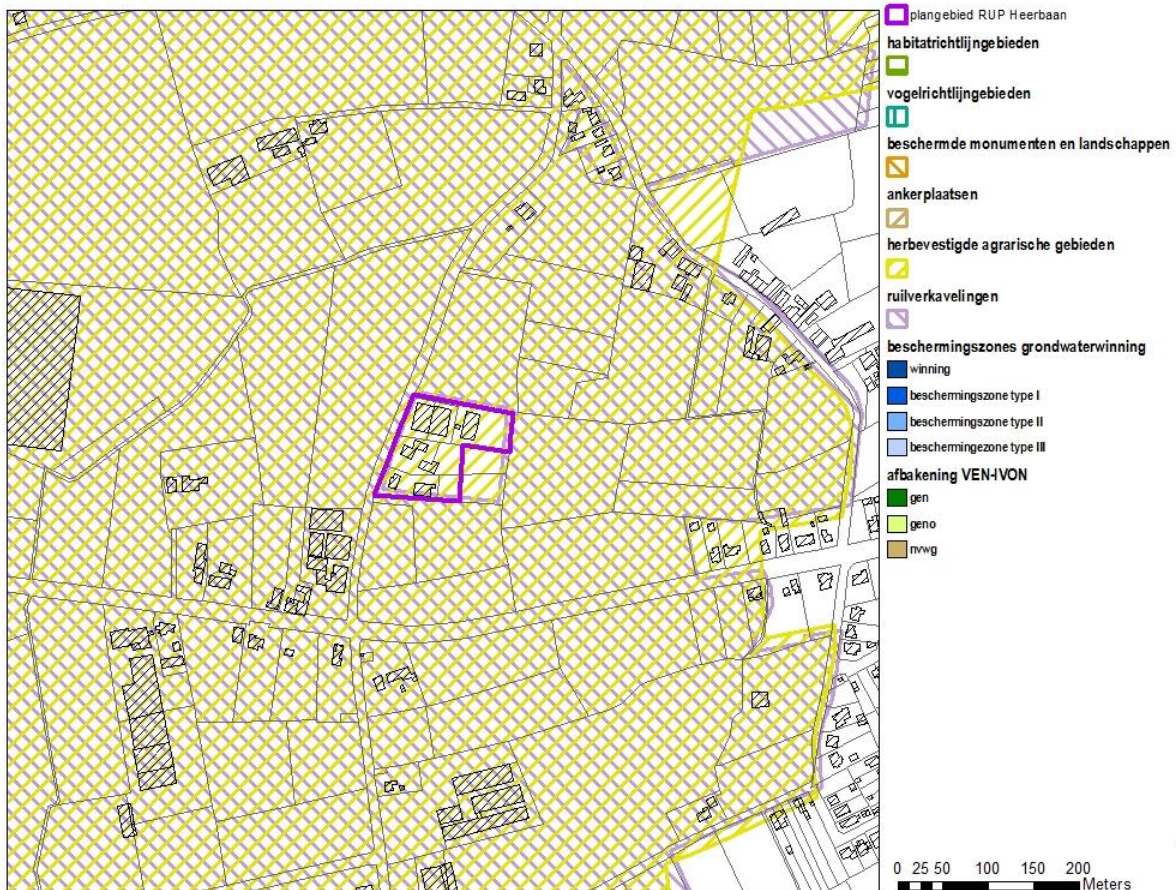 plangebied RUP Heerbaan
habitatrichtlijngebieden
vogelrichtlijngebieden
beschermde monumenten en landschappen
ankerplaatsen
herbevestigde agrarische gebieden
ruilverkavelingen
beschermingszones grondwaterwinning
winning
beschermingszone type I
beschermingszone type II
beschermingezone type III
afbakening VEN-IVON
gen
geno
nvwg
0 25 50 100 150 200
Meters